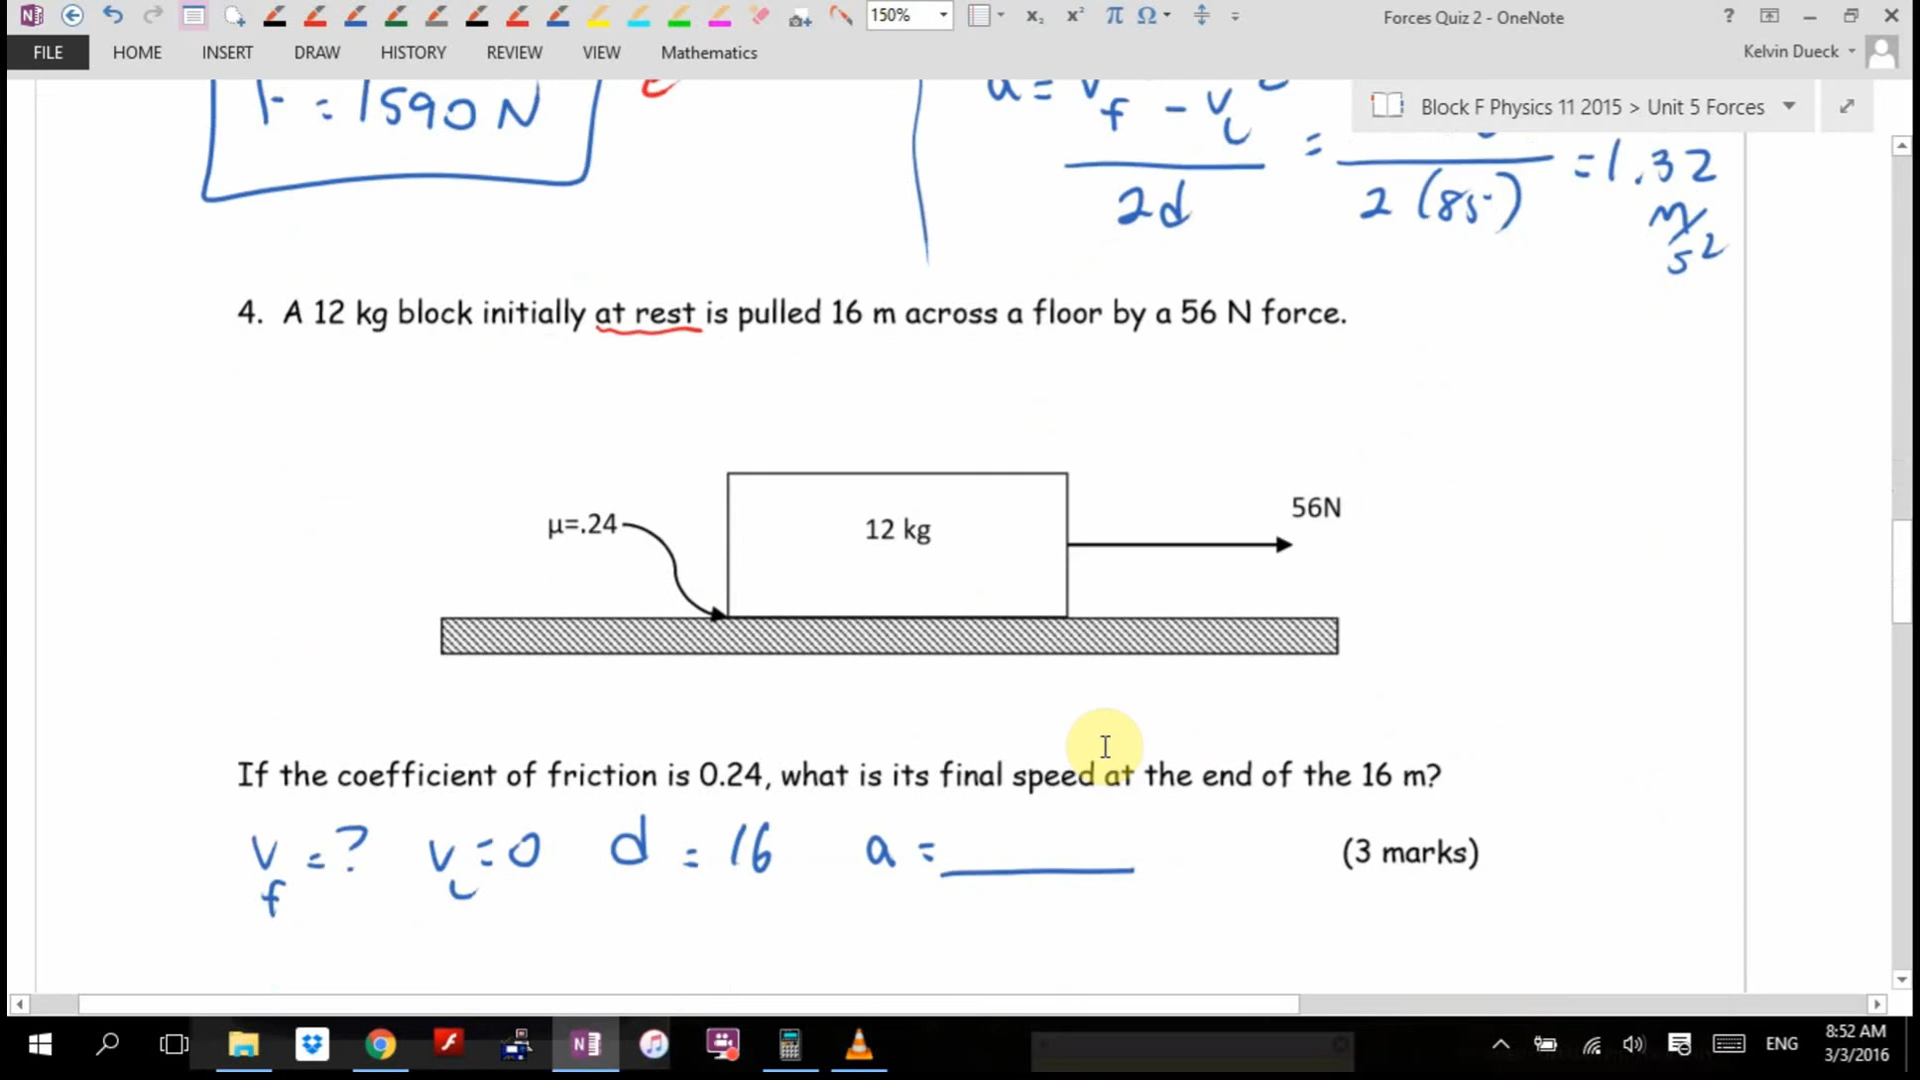 150%
x₂ x² π Ω
Forces Quiz 2 - OneNote
?
FILE HOME INSERT DRAW HISTORY REVIEW VIEW Mathematics
Kelvin Dueck
Block F Physics 11 2015 > Unit 5 Forces
F = 1590 N
a = v f - v i
2d
=
2 (85)
= 1.32
m/s²
4. A 12 kg block initially at rest is pulled 16 m across a floor by a 56 N force.
56N
μ=.24
12 kg
If the coefficient of friction is 0.24, what is its final speed at the end of the 16 m?
v f = ? v i = 0 d = 16 a = ______
(3 marks)
ENG
8:52 AM
3/3/2016